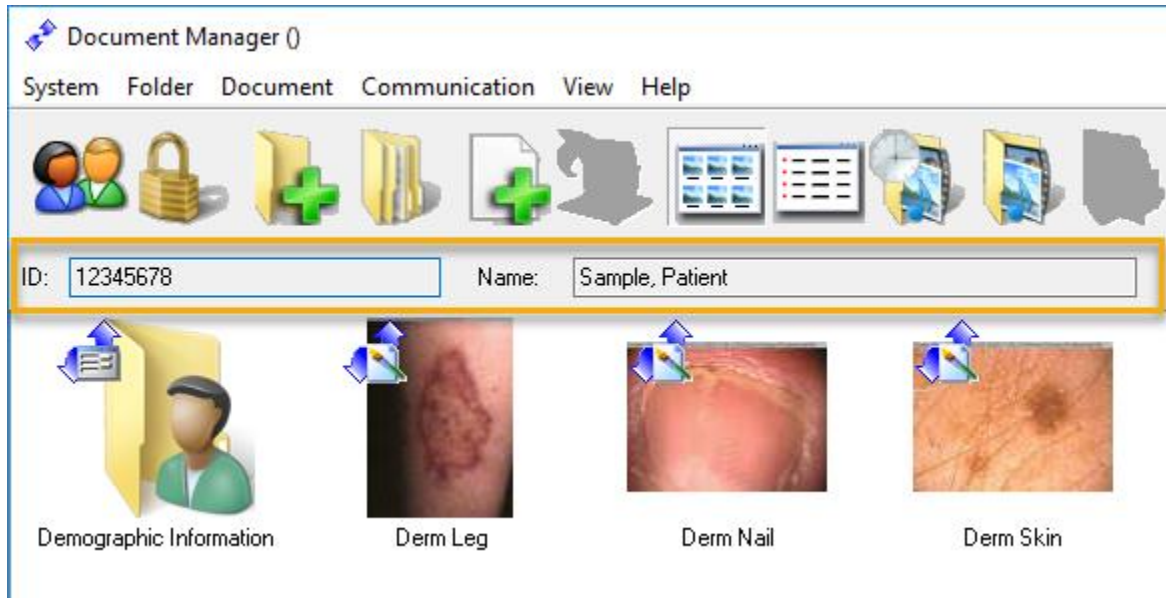 Document Manager ()
System Folder Document Communication View Help
ID: 12345678 Name: Sample, Patient
Demographic Information Derm Leg Derm Nail Derm Skin